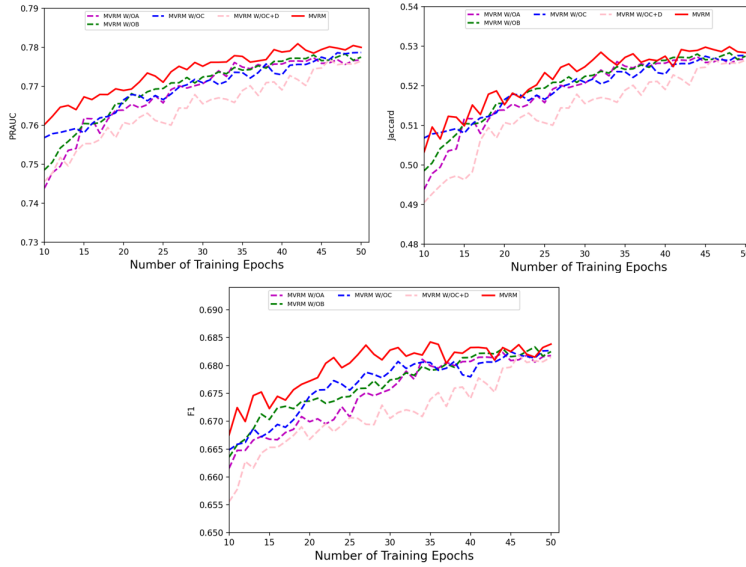 MVRM W/OA MVRM W/OC MVRM W/OC+D MVRM
MVRM W/OB
0.78
0.77
0.76
0.75
0.74
0.73
PRAUC
10 15 20 25 30 35 40 45 50
Number of Training Epochs
MVRM W/OA MVRM W/OC MVRM W/OC+D MVRM
MVRM W/OB
0.53
0.52
0.51
0.50
0.49
0.48
Jaccard
10 15 20 25 30 35 40 45 50
Number of Training Epochs
MVRM W/OA MVRM W/OC MVRM W/OC+D MVRM
MVRM W/OB
0.690
0.685
0.680
0.675
0.670
0.665
0.660
0.655
0.650
F1
10 15 20 25 30 35 40 45 50
Number of Training Epochs